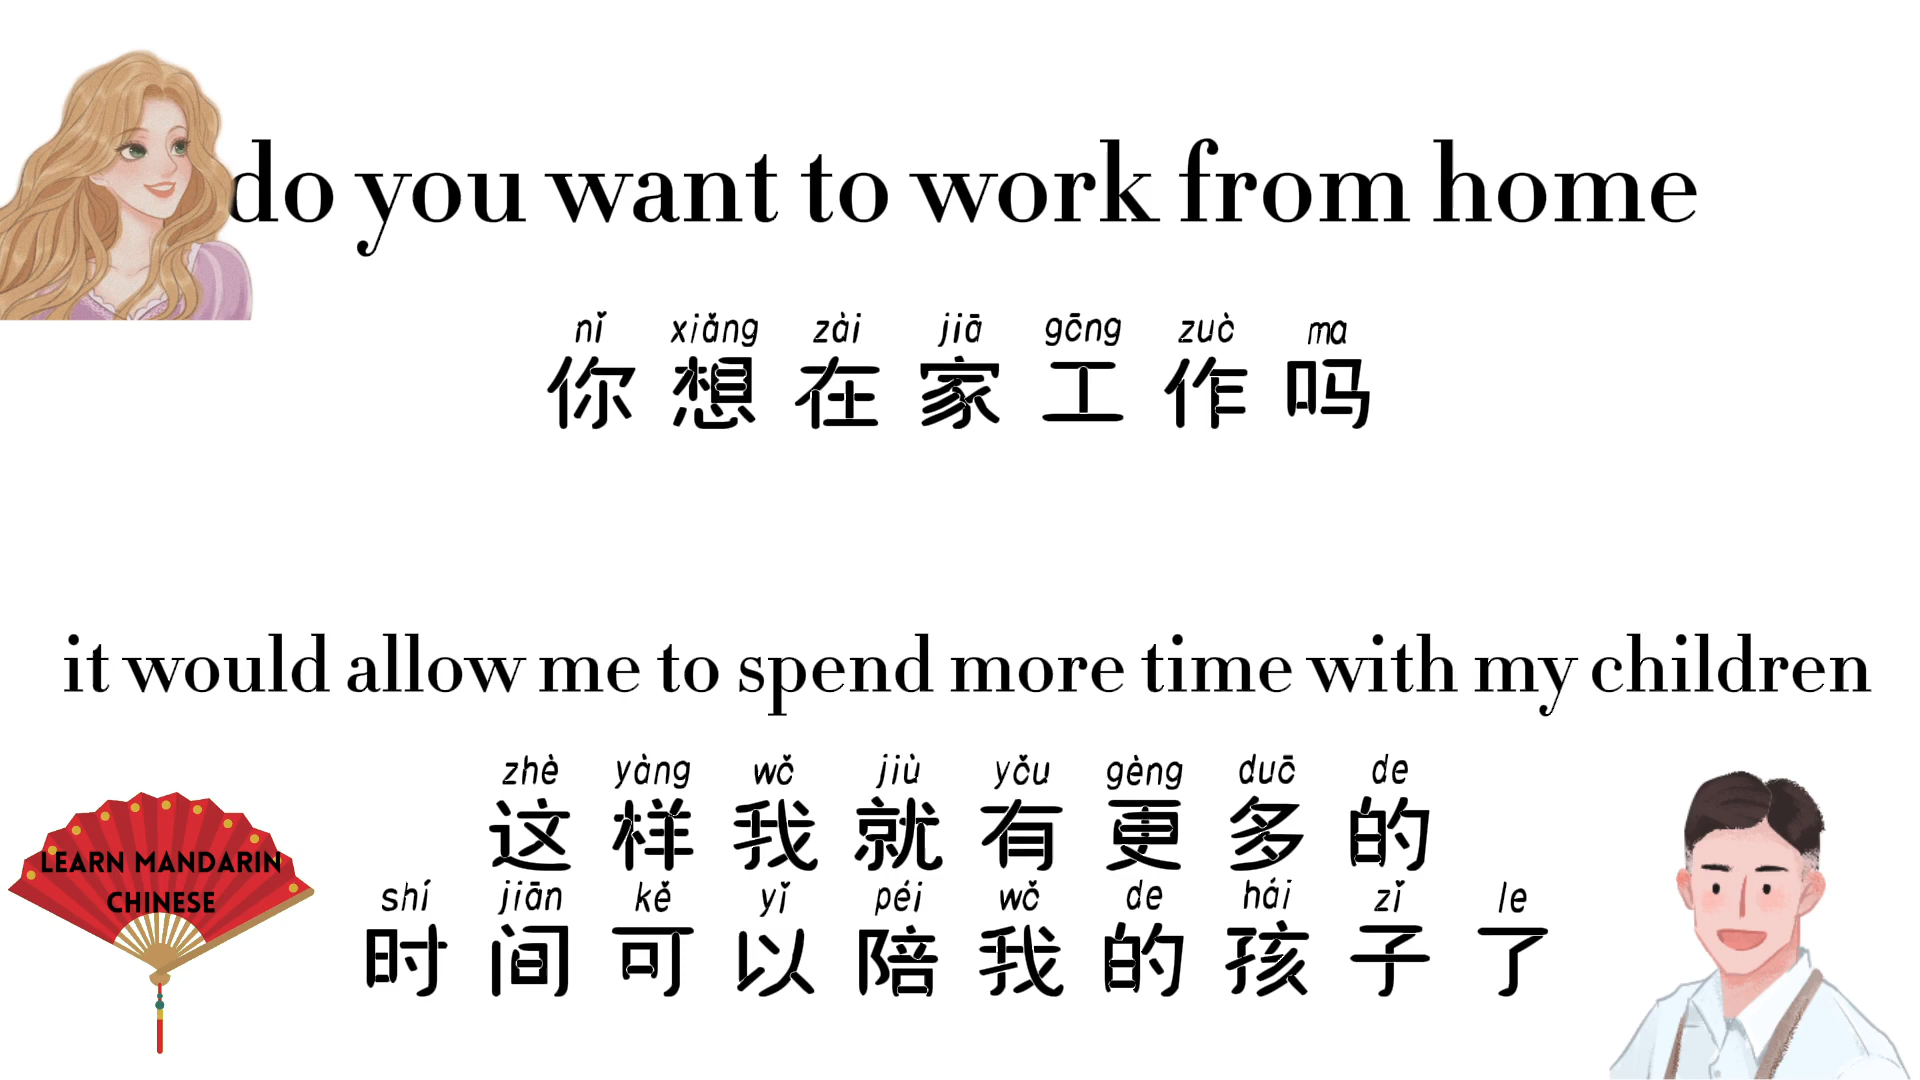 do you want to work from home
nǐ xiǎng zài jiā gōng zuò ma
你想在家工作吗
it would allow me to spend more time with my children
zhè yàng wǒ jiù yǒu gèng duō de
这样我就有更多的
shí jiān kě yǐ péi wǒ de hái zǐ le
时间可以陪我的孩子了
LEARN MANDARIN
CHINESE